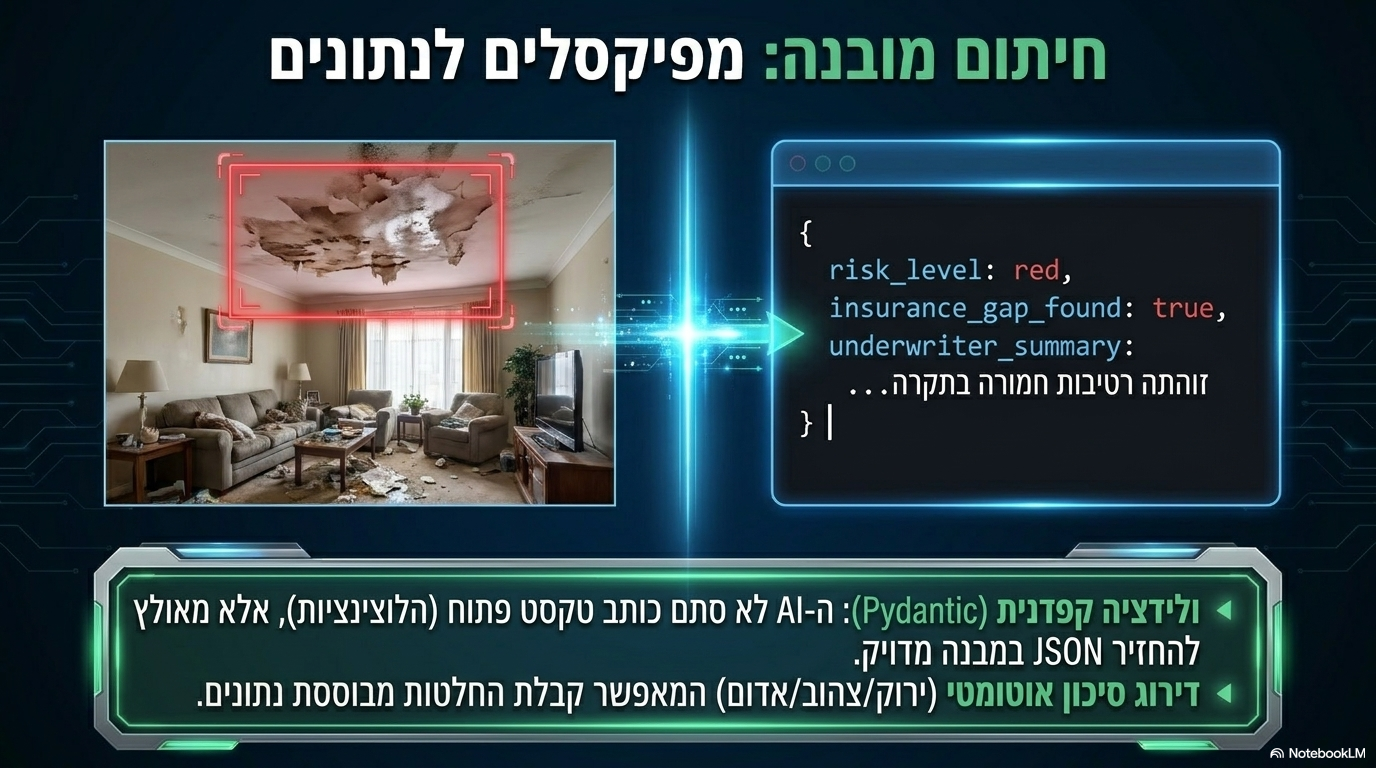 חיתום מובנה: מפיקסלים לנתונים
{
risk_level: red,
insurance_gap_found: true,
underwriter_summary:
זוהתה רטיבות חמורה בתקרה...
}
ולידציה קפדנית (Pydantic): ה-AI לא סתם כותב טקסט פתוח (הלוצינציות), אלא מאולץ
להחזיר JSON במבנה מדויק.
דירוג סיכון אוטומטי (ירוק/צהוב/אדום) המאפשר קבלת החלטות מבוססת נתונים.
NotebookLM